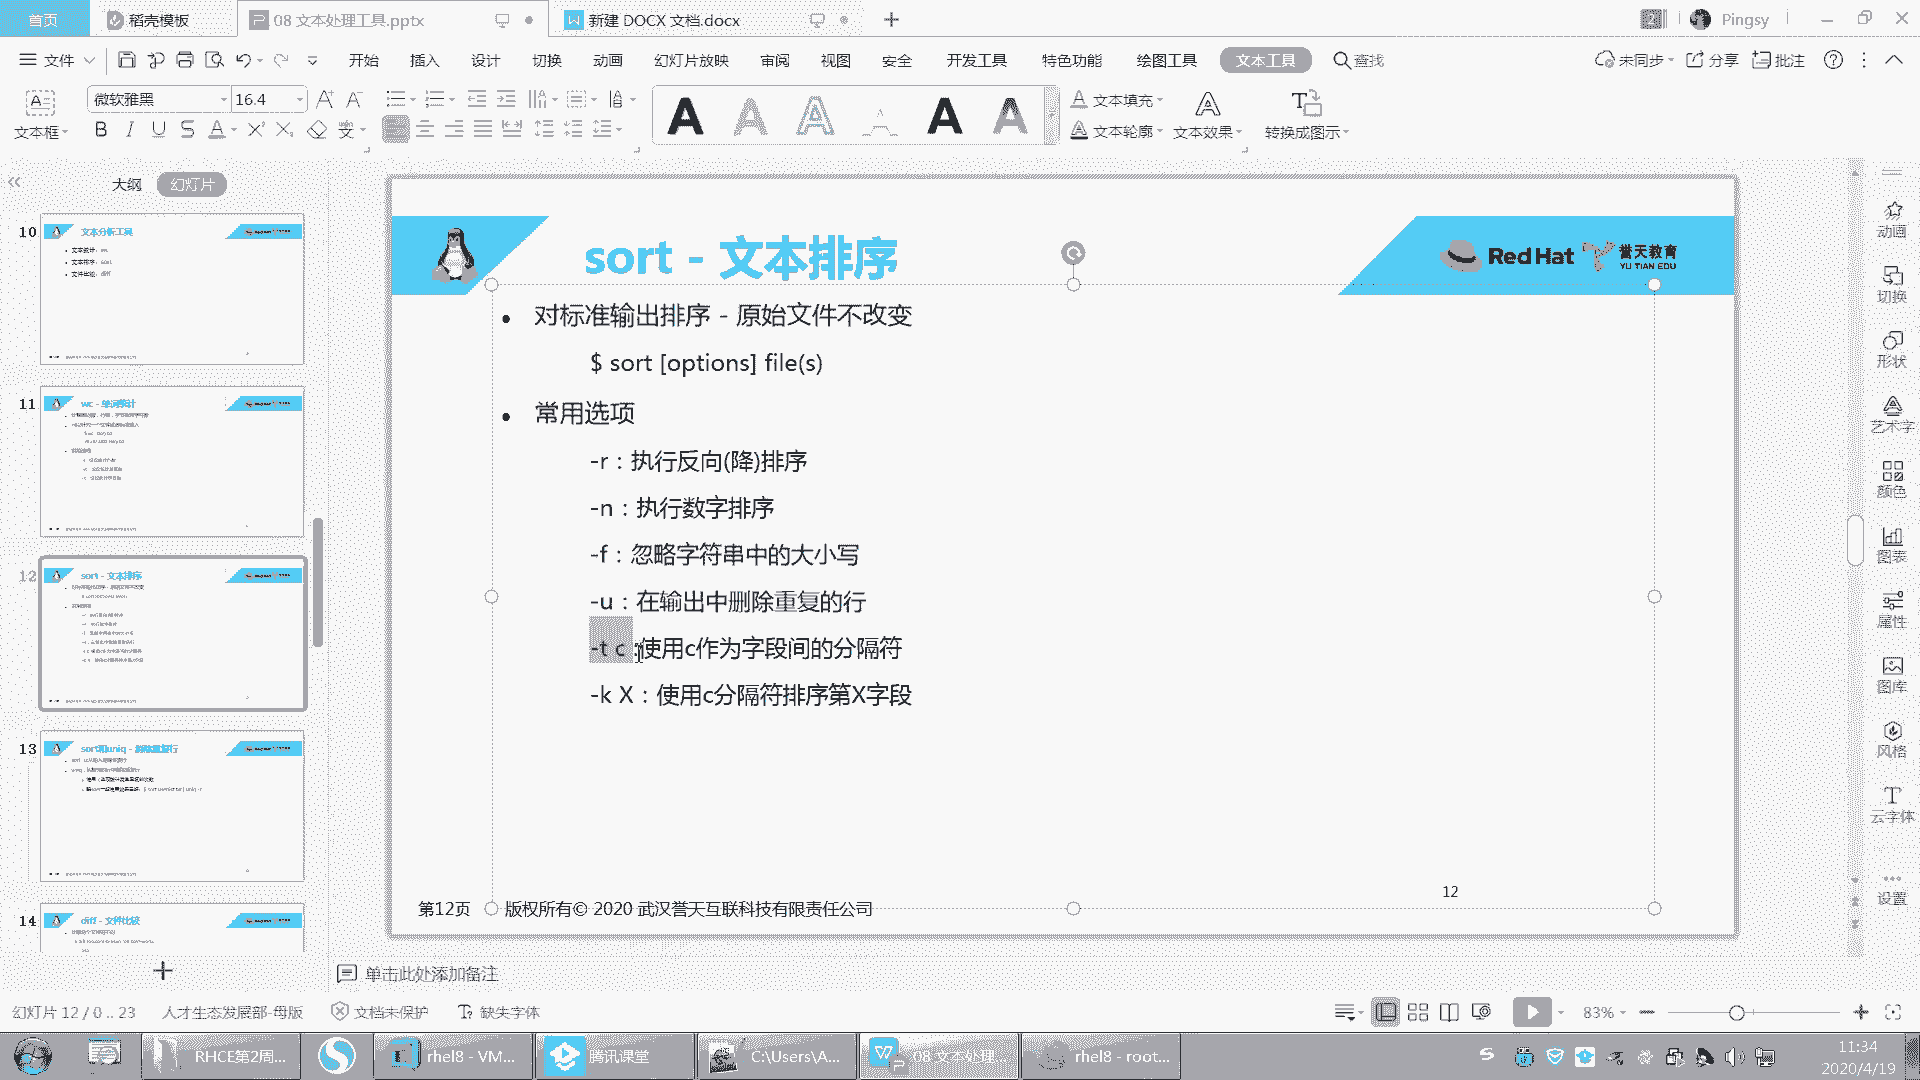 首页
稻壳模板
08 文本处理工具.pptx
新建 DOCX 文档.docx
Pingsy
文件
开始
插入
设计
切换
动画
幻灯片放映
审阅
视图
安全
开发工具
特色功能
绘图工具
文本工具
查找
未同步
分享
批注
文本框
微软雅黑
16.4
文本填充
文本轮廓
文本效果
转换成图示
大纲
幻灯片
10
文本分析工具
11
wc - 单词统计
12
sort - 文本排序
13
sort和uniq - 删除重复行
14
diff - 文件比较
sort - 文本排序
Red Hat
誉天教育
YU TIAN EDU
对标准输出排序 - 原始文件不改变
$ sort [options] file(s)
常用选项
-r：执行反向(降)排序
-n：执行数字排序
-f：忽略字符串中的大小写
-u：在输出中删除重复的行
-t c :使用c作为字段间的分隔符
-k X：使用c分隔符排序第X字段
第12页
版权所有© 2020 武汉誉天互联科技有限责任公司
12
动画
切换
形状
艺术字
颜色
图表
属性
图库
风格
云字体
设置
单击此处添加备注
幻灯片 12 / 0 .. 23
人才生态发展部-母版
文档未保护
缺失字体
83%
RHCE第2周...
rhel8 - VM...
腾讯课堂
C:\Users\A...
08 文本处理...
rhel8 - root...
11:34
2020/4/19